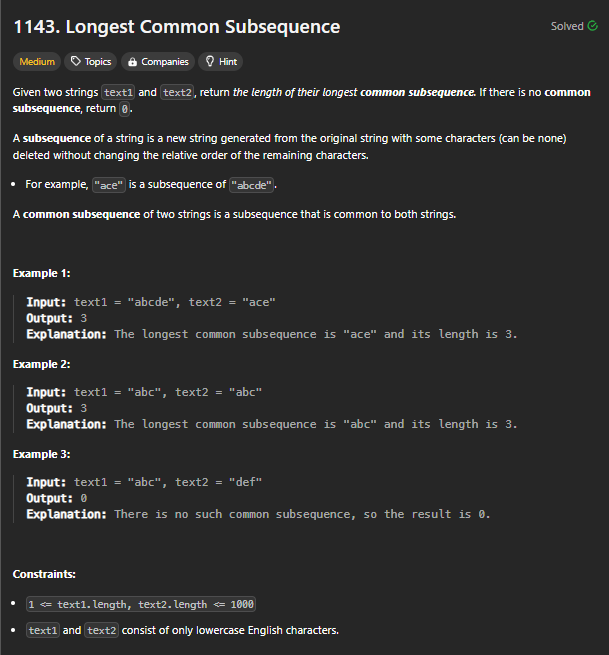 1143. Longest Common Subsequence
Solved
Medium Topics Companies Hint
Given two strings text1 and text2, return the length of their longest common subsequence. If there is no common
subsequence, return 0.
A subsequence of a string is a new string generated from the original string with some characters (can be none)
deleted without changing the relative order of the remaining characters.
• For example, "ace" is a subsequence of "abcde".
A common subsequence of two strings is a subsequence that is common to both strings.
Example 1:
Input: text1 = "abcde", text2 = "ace"
Output: 3
Explanation: The longest common subsequence is "ace" and its length is 3.
Example 2:
Input: text1 = "abc", text2 = "abc"
Output: 3
Explanation: The longest common subsequence is "abc" and its length is 3.
Example 3:
Input: text1 = "abc", text2 = "def"
Output: 0
Explanation: There is no such common subsequence, so the result is 0.
Constraints:
• 1 <= text1.length, text2.length <= 1000
• text1 and text2 consist of only lowercase English characters.